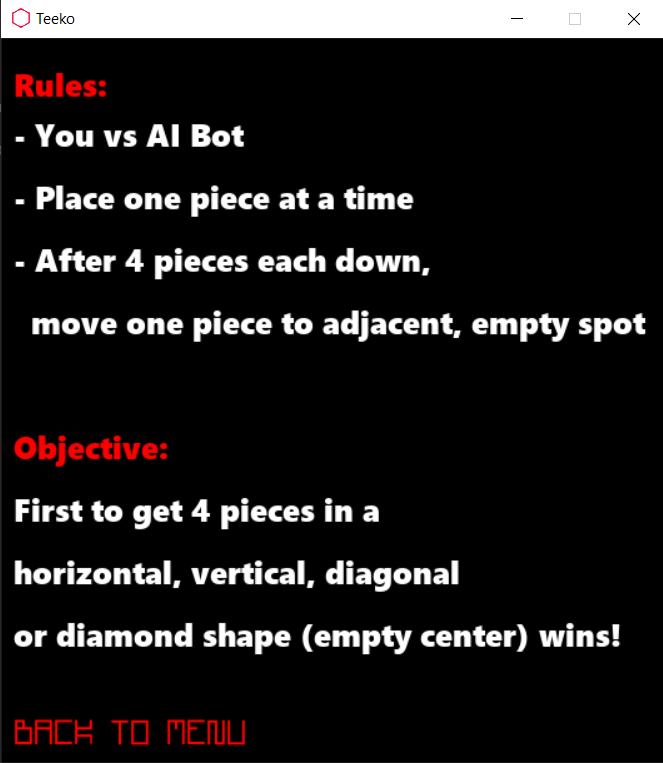 Teeko
Rules:
- You vs AI Bot
- Place one piece at a time
- After 4 pieces each down,
move one piece to adjacent, empty spot
Objective:
First to get 4 pieces in a
horizontal, vertical, diagonal
or diamond shape (empty center) wins!
BACK TO MENU